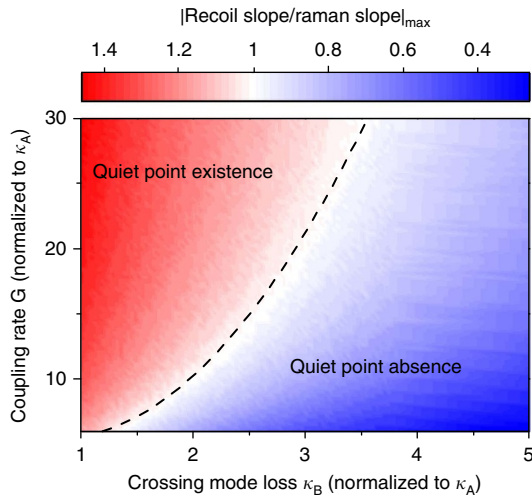 |Recoil slope/raman slope|max
1.4 1.2 1 0.8 0.6 0.4
30
20
10
Coupling rate G (normalized to κA)
Quiet point existence
Quiet point absence
1 2 3 4 5
Crossing mode loss κB (normalized to κA)